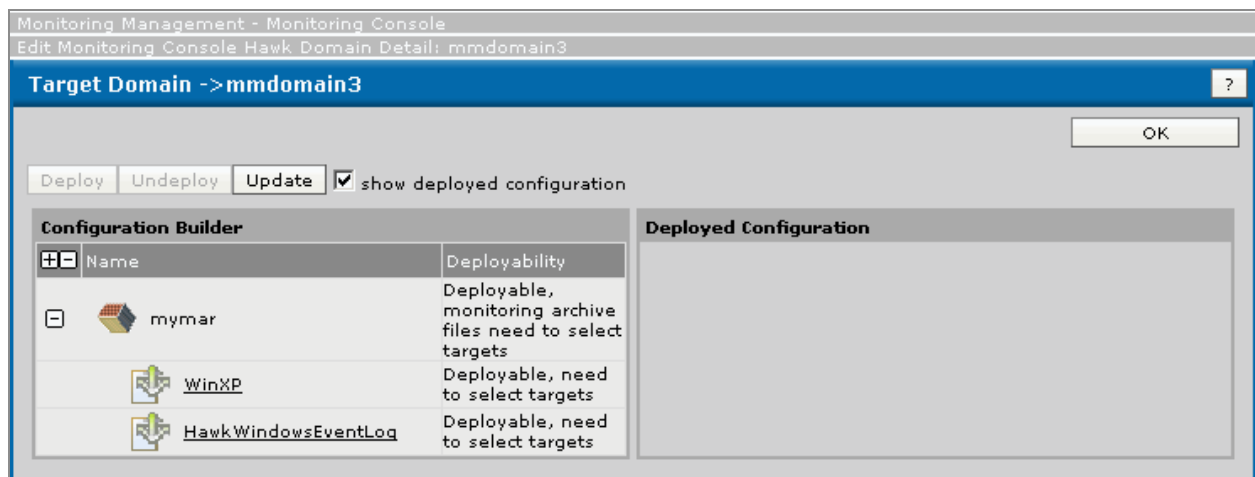 Monitoring Management - Monitoring Console
Edit Monitoring Console Hawk Domain Detail: mmdomain3
Target Domain ->mmdomain3
?
OK
Deploy Undeploy Update show deployed configuration
Configuration Builder
Deployed Configuration
Name Deployability
mymar
Deployable,
monitoring archive
files need to select
targets
WinXP
Deployable, need
to select targets
HawkWindowsEventLog
Deployable, need
to select targets